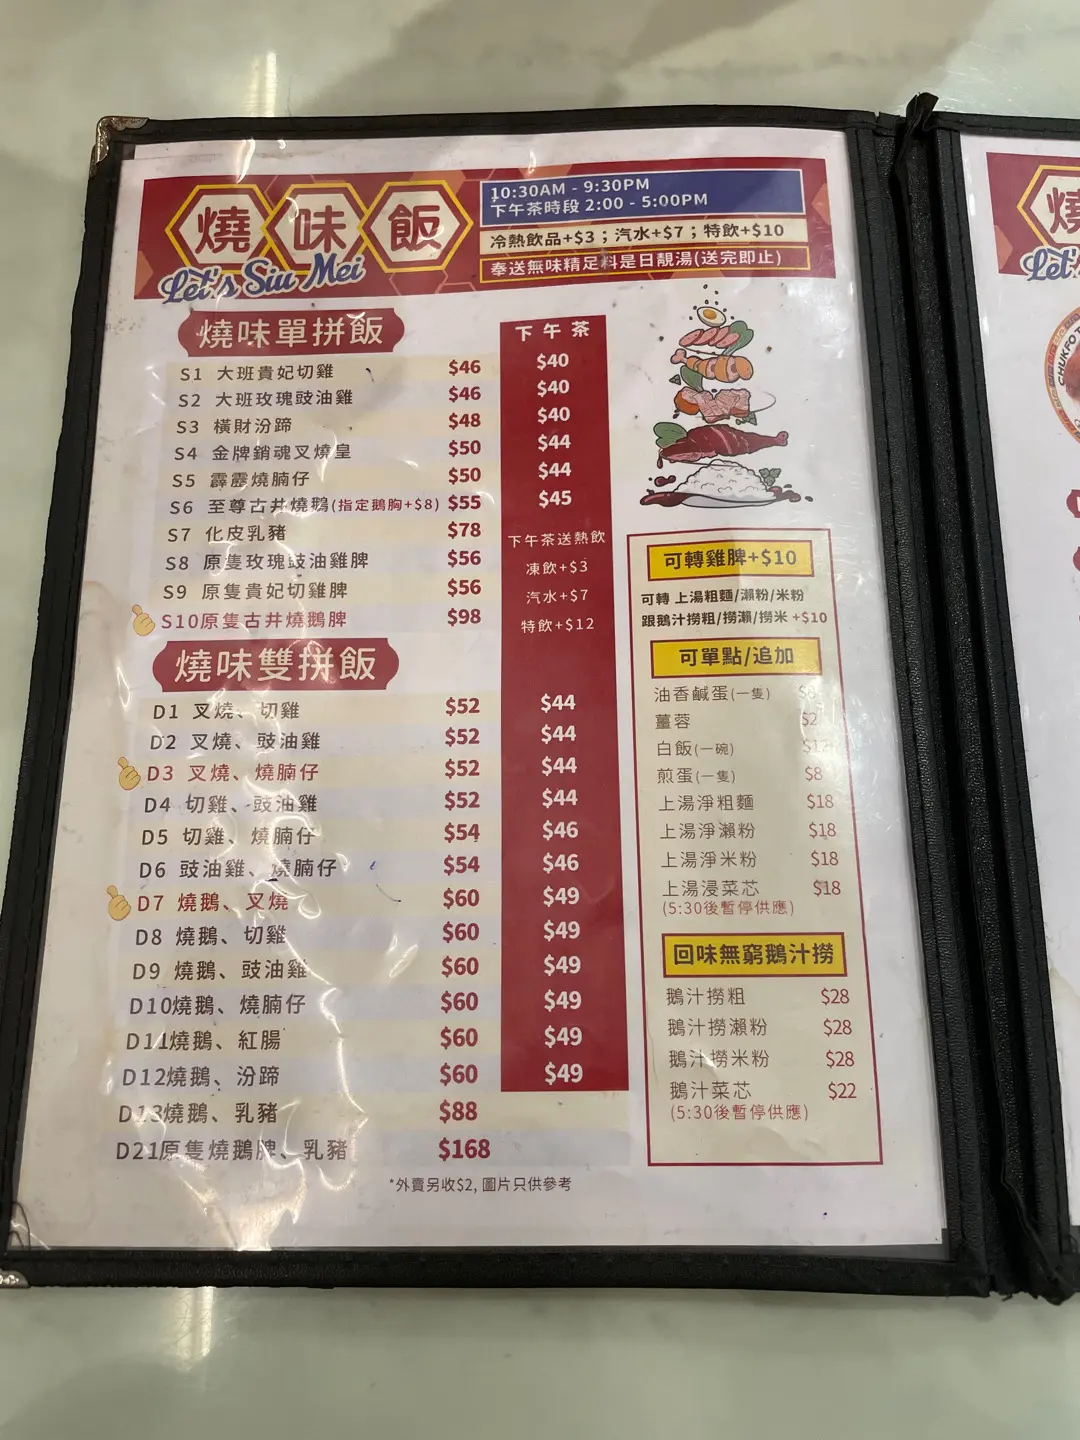 燒味飯
Let's Siu Mei
10:30AM - 9:30PM
下午茶時段 2:00 - 5:00PM
冷熱飲品+$3；汽水+$7；特飲+$10
奉送無味精足料是日靚湯(送完即止)
燒味單拼飯
下午茶
S1 大班貴妃切雞 $46 $40
S2 大班玫瑰豉油雞 $46 $40
S3 橫財汾蹄 $48 $40
S4 金牌銷魂叉燒皇 $50 $44
S5 霹靂燒腩仔 $50 $44
S6 至尊古井燒鵝(指定鵝胸+$8) $55 $45
S7 化皮乳豬 $78
S8 原隻玫瑰豉油雞脾 $56
S9 原隻貴妃切雞脾 $56
S10原隻古井燒鵝脾 $98
下午茶送熱飲
凍飲+$3
汽水+$7
特飲+$12
燒味雙拼飯
D1 叉燒、切雞 $52 $44
D2 叉燒、豉油雞 $52 $44
D3 叉燒、燒腩仔 $52 $44
D4 切雞、豉油雞 $52 $44
D5 切雞、燒腩仔 $54 $46
D6 豉油雞、燒腩仔 $54 $46
D7 燒鵝、叉燒 $60 $49
D8 燒鵝、切雞 $60 $49
D9 燒鵝、豉油雞 $60 $49
D10燒鵝、燒腩仔 $60 $49
D11燒鵝、紅腸 $60 $49
D12燒鵝、汾蹄 $60 $49
D13燒鵝、乳豬 $88
D21原隻燒鵝脾、乳豬 $168
*外賣另收$2, 圖片只供參考
可轉雞脾+$10
可轉 上湯粗麵/瀨粉/米粉
跟鵝汁撈粗/撈瀨/撈米 +$10
可單點/追加
油香鹹蛋(一隻) $8
薑蓉 $2
白飯(一碗) $12
煎蛋(一隻) $8
上湯淨粗麵 $18
上湯淨瀨粉 $18
上湯淨米粉 $18
上湯浸菜芯 $18
(5:30後暫停供應)
回味無窮鵝汁撈
鵝汁撈粗 $28
鵝汁撈瀨粉 $28
鵝汁撈米粉 $28
鵝汁菜芯 $22
(5:30後暫停供應)
燒
Let'